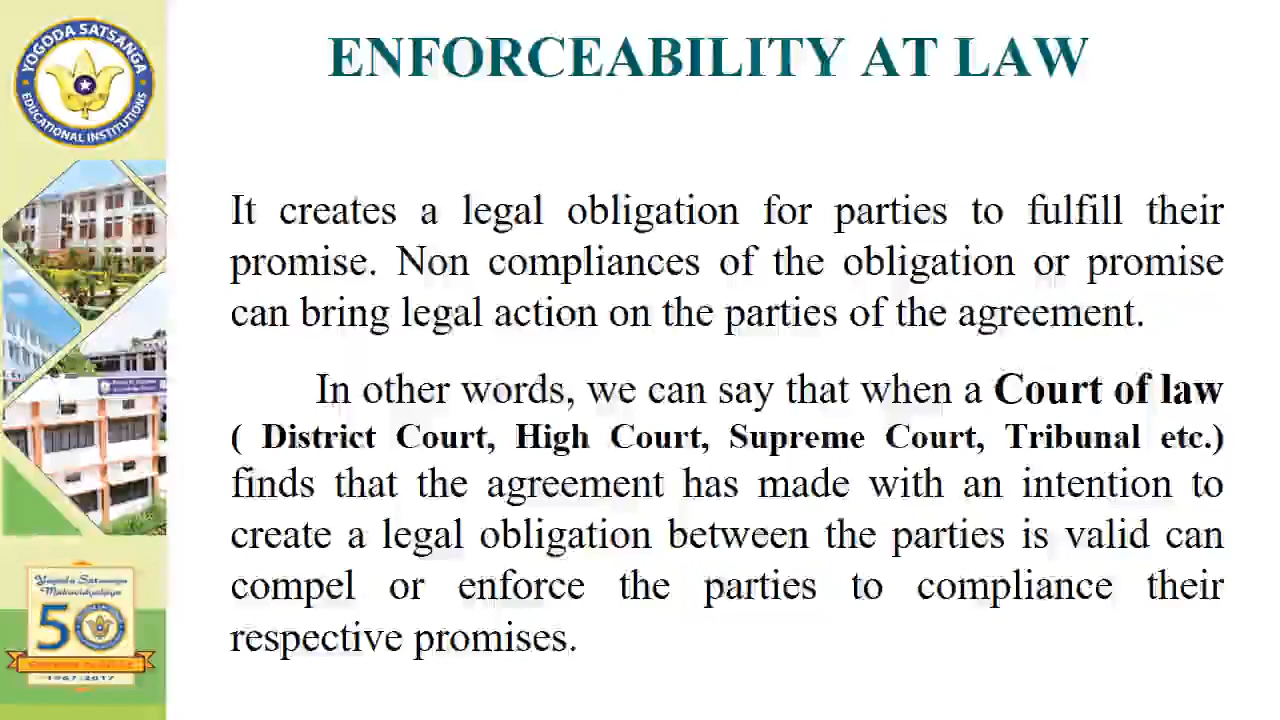 YOGODA SATSANGA
EDUCATIONAL INSTITUTIONS
ENFORCEABILITY AT LAW
It creates a legal obligation for parties to fulfill their
promise. Non compliances of the obligation or promise
can bring legal action on the parties of the agreement.
In other words, we can say that when a Court of law
( District Court, High Court, Supreme Court, Tribunal etc.)
finds that the agreement has made with an intention to
create a legal obligation between the parties is valid can
compel or enforce the parties to compliance their
respective promises.
Yogoda Satsanga
Mahavidyalaya
50
1967-2017